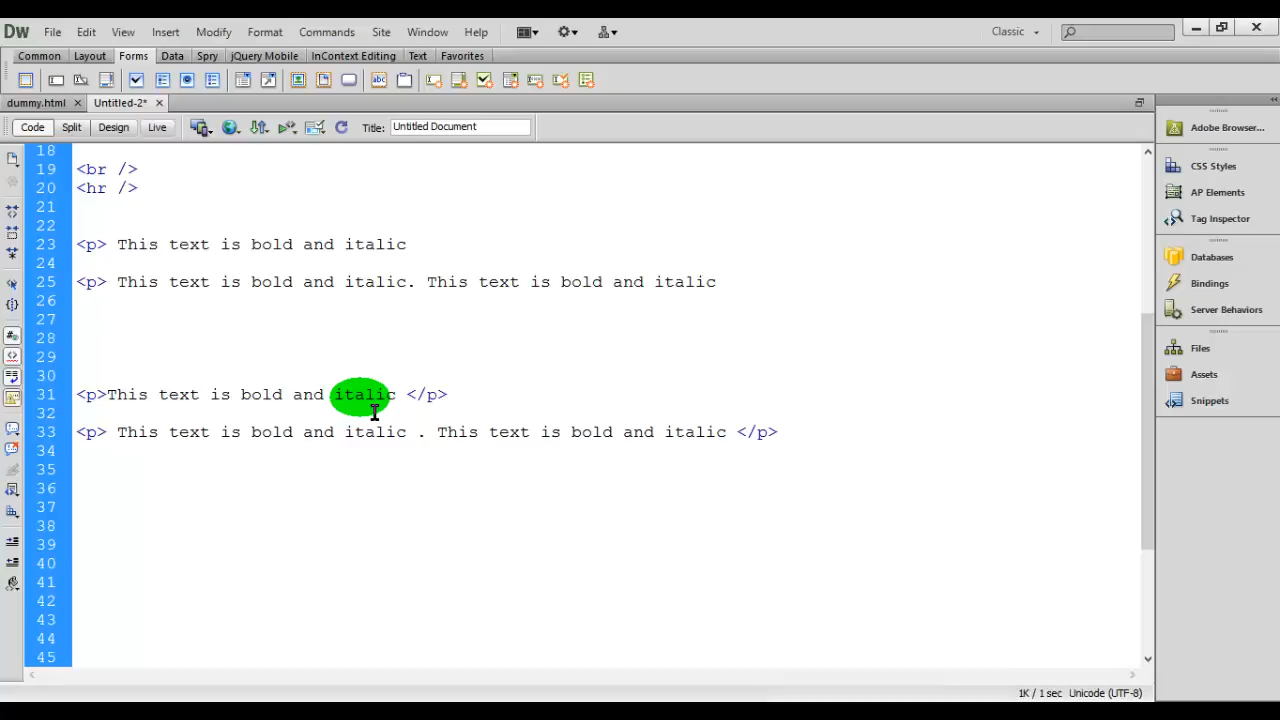 Dw File Edit View Insert Modify Format Commands Site Window Help Classic
Common Layout Forms Data Spry jQuery Mobile InContext Editing Text Favorites
abc
dummy.html Untitled-2*
Code Split Design Live Title: Untitled Document
18
19 <br />
20 <hr />
21
22
23 <p> This text is bold and italic
24
25 <p> This text is bold and italic. This text is bold and italic
26
27
28
29
30
31 <p>This text is bold and italic </p>
32
33 <p> This text is bold and italic . This text is bold and italic </p>
34
35
36
37
38
39
40
41
42
43
44
45
1K / 1 sec Unicode (UTF-8)
Adobe Browser...
CSS Styles
AP Elements
Tag Inspector
Databases
Bindings
Server Behaviors
Files
Assets
Snippets